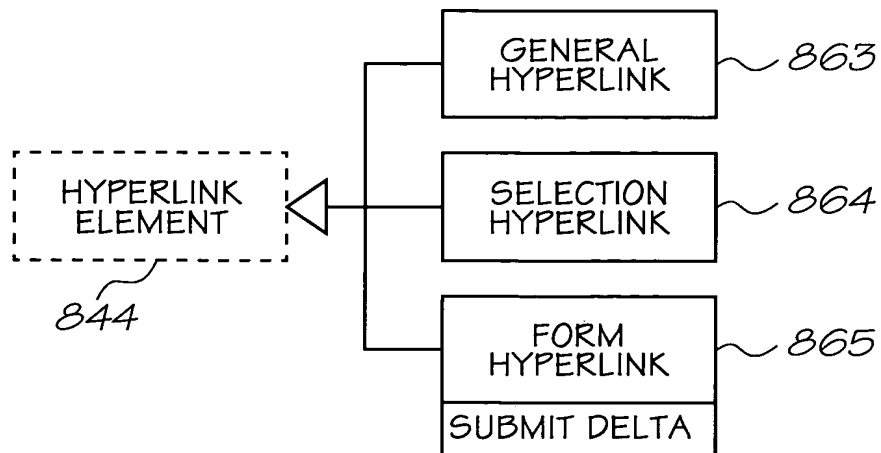 GENERAL
HYPERLINK
863
HYPERLINK
ELEMENT
844
SELECTION
HYPERLINK
864
FORM
HYPERLINK
865
SUBMIT DELTA